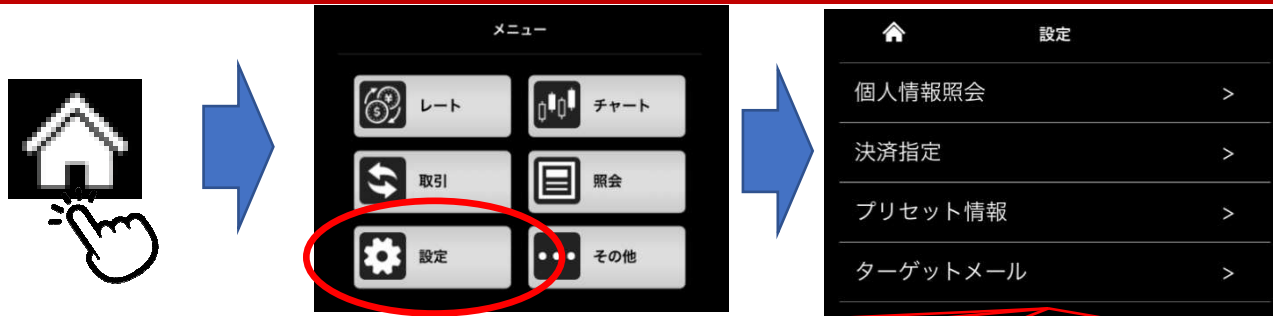 メニュー
レート
チャート
取引
照会
設定
その他
設定
個人情報照会 >
決済指定 >
プリセット情報 >
ターゲットメール >